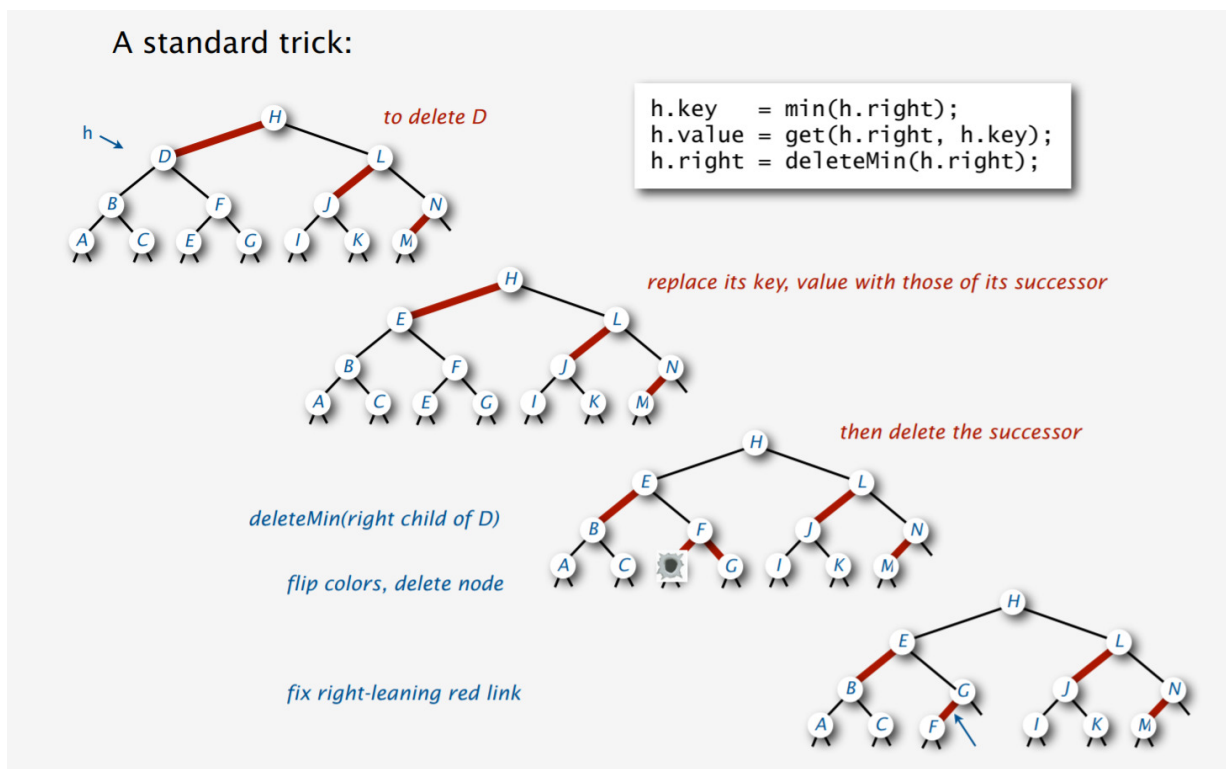 A standard trick:
h.key   = min(h.right);
h.value = get(h.right, h.key);
h.right = deleteMin(h.right);
H
to delete D
h
D L
B F J N
A C E G I K M
H
replace its key, value with those of its successor
E L
B F J N
A C E G I K M
then delete the successor
H
E L
deleteMin(right child of D)
B F J N
A C G I K M
flip colors, delete node
H
E L
fix right-leaning red link
B G J N
A C F I K M